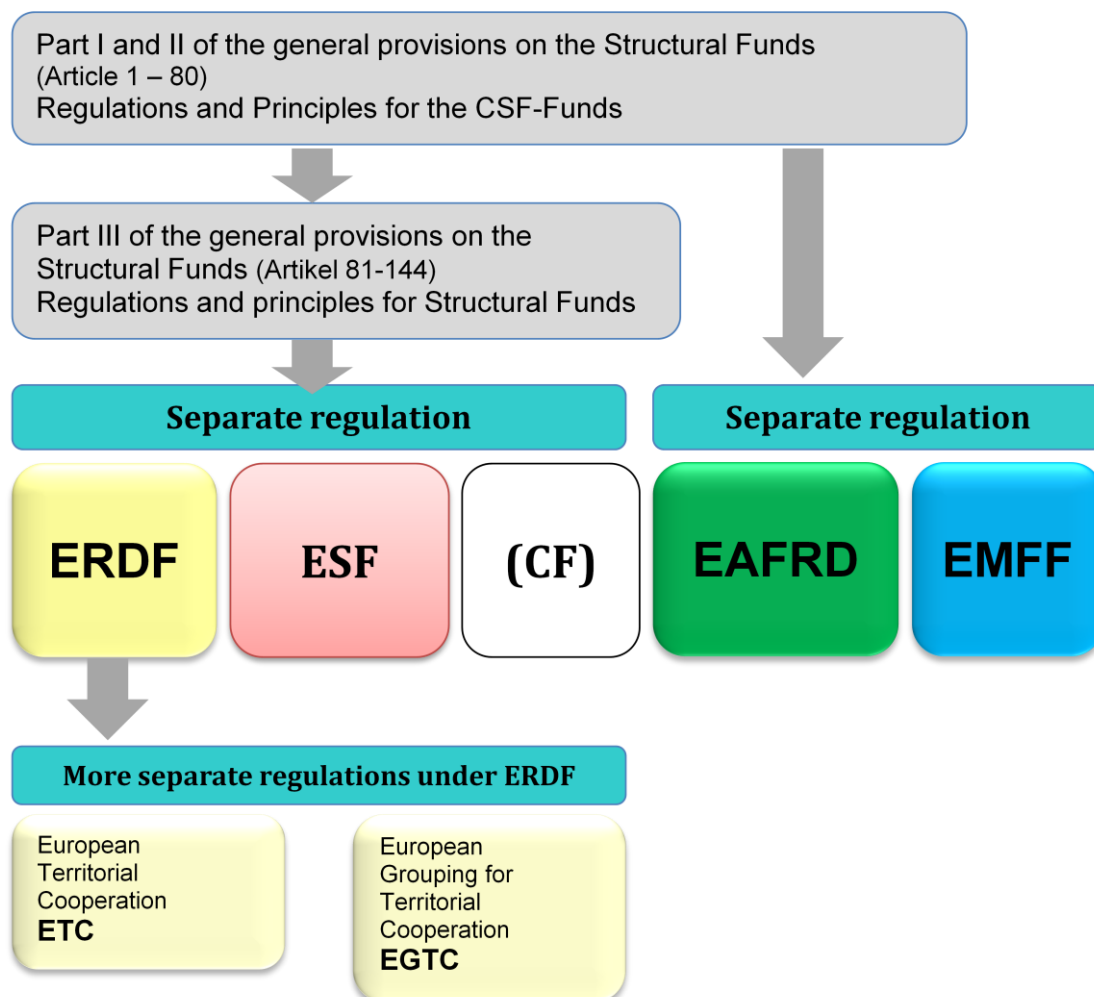 Part I and II of the general provisions on the Structural Funds
(Article 1 – 80)
Regulations and Principles for the CSF-Funds
Part III of the general provisions on the
Structural Funds (Artikel 81-144)
Regulations and principles for Structural Funds
Separate regulation
Separate regulation
ERDF
ESF
(CF)
EAFRD
EMFF
More separate regulations under ERDF
European
Territorial
Cooperation
ETC
European
Grouping for
Territorial
Cooperation
EGTC